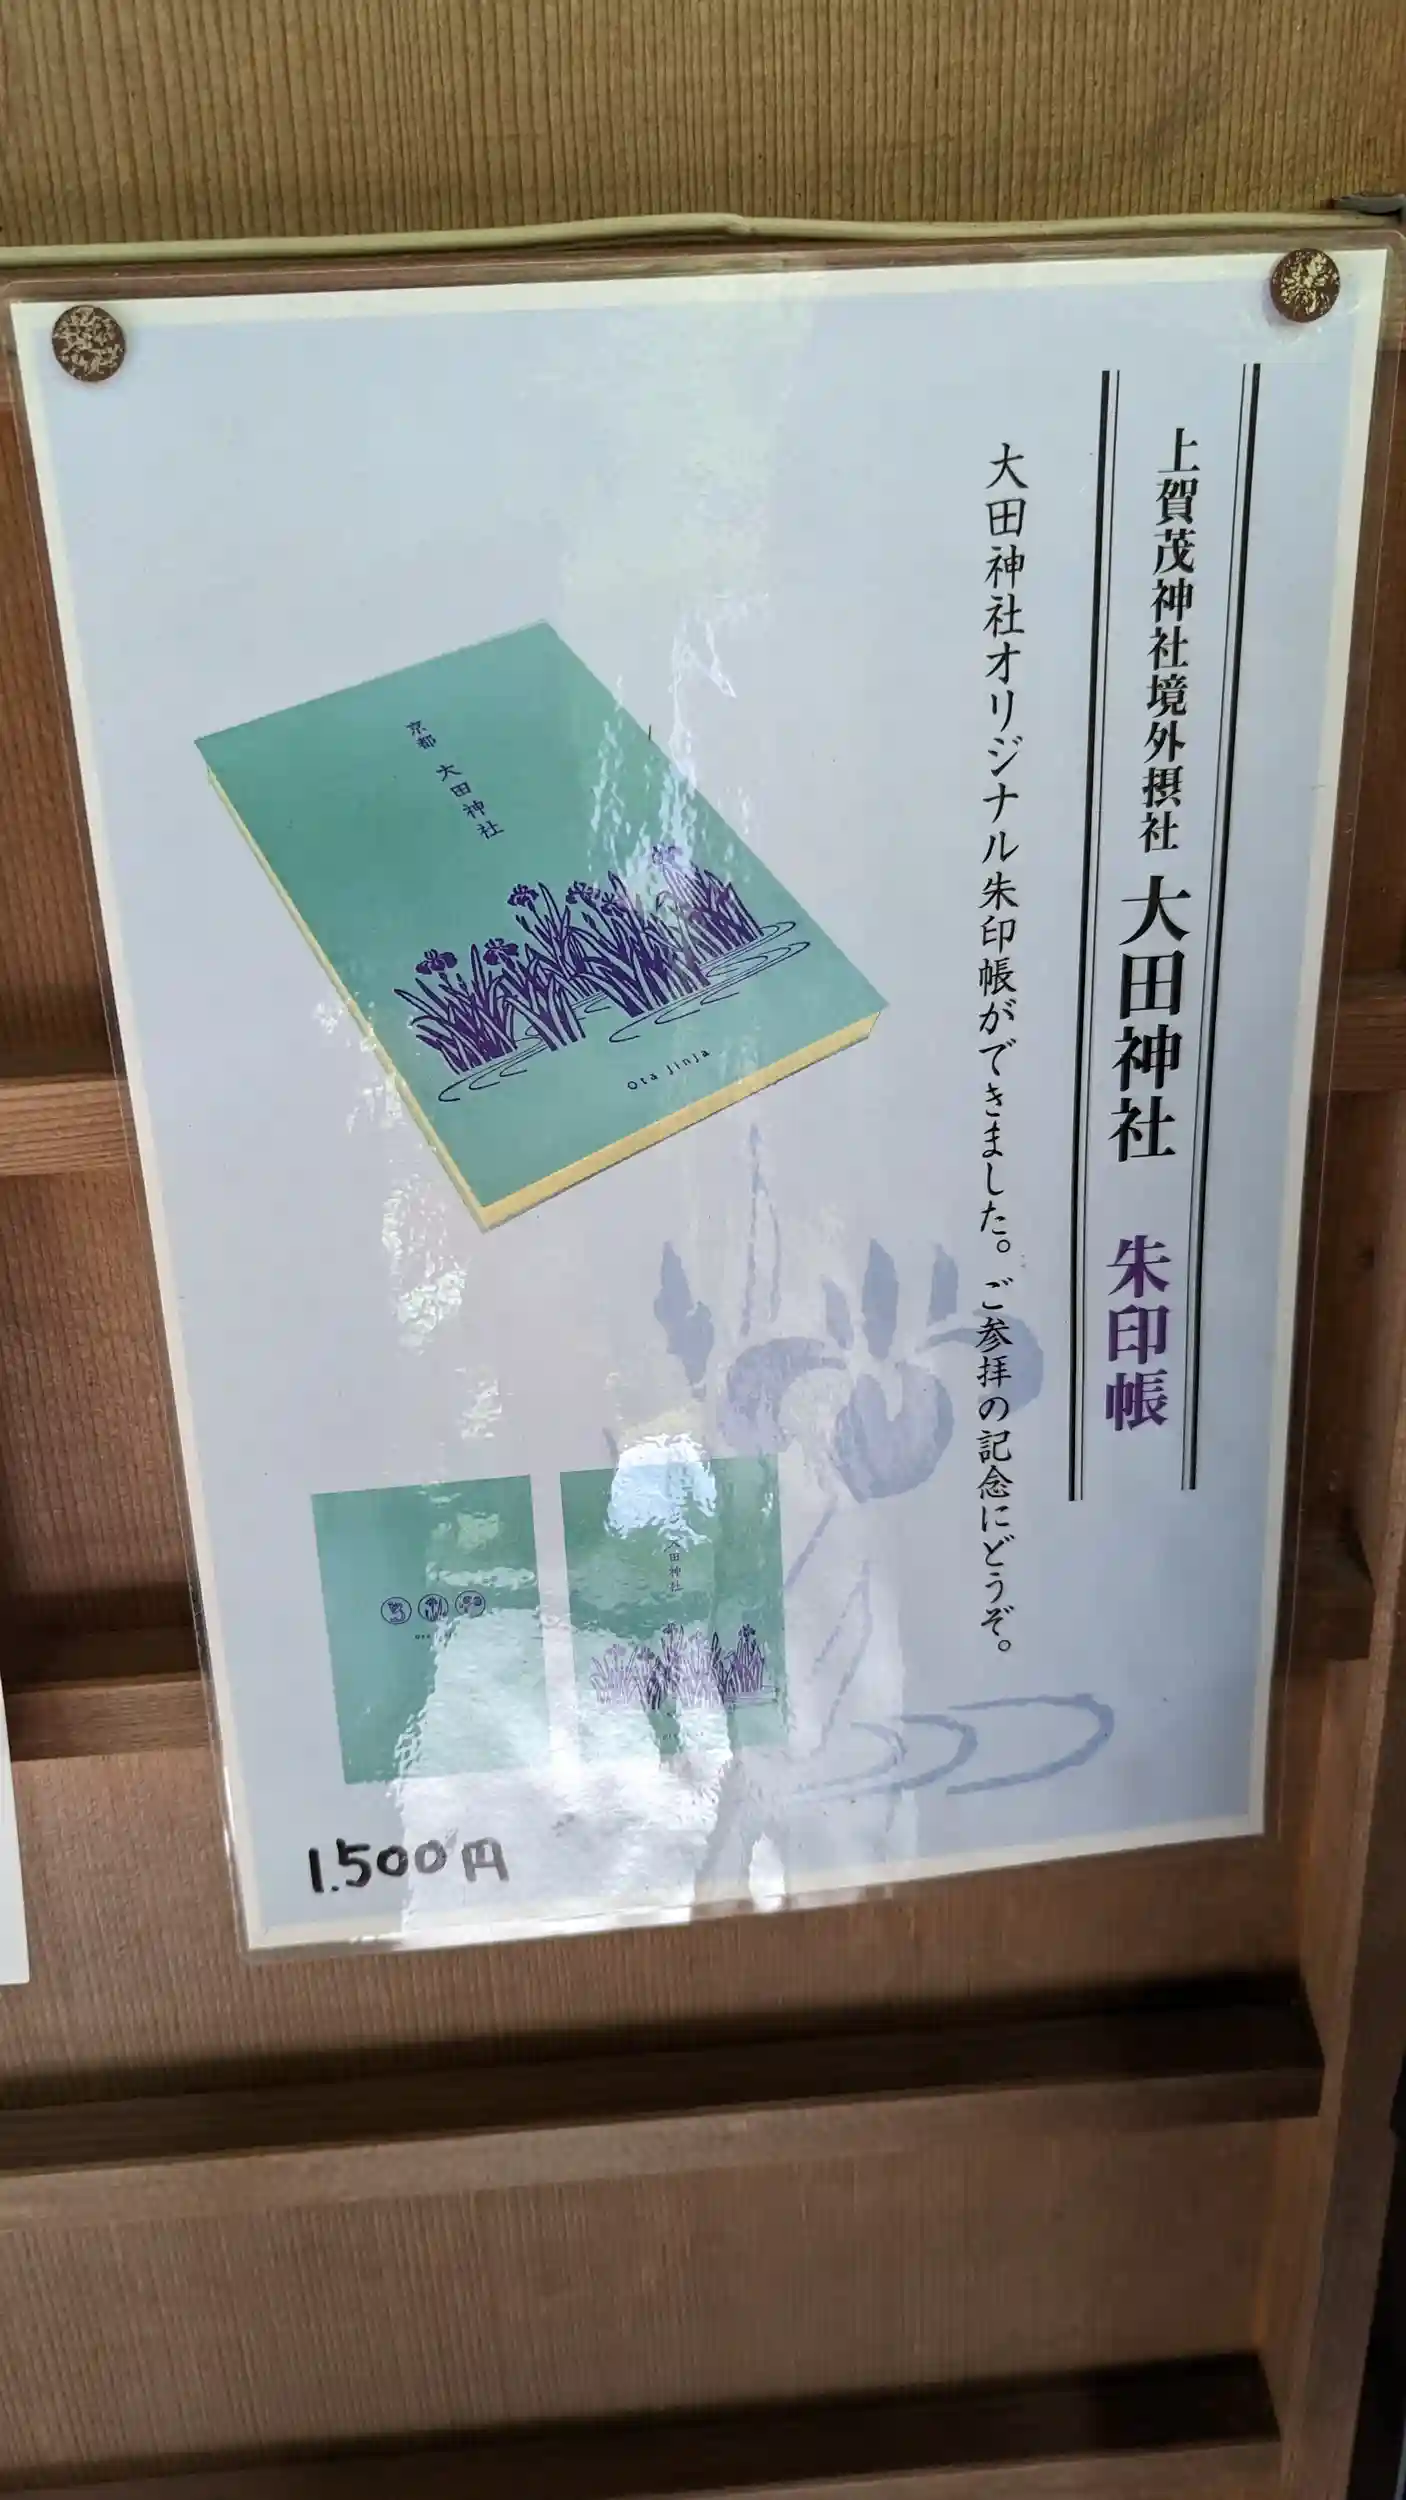 上賀茂神社境外摂社 大田神社 朱印帳
大田神社オリジナル朱印帳ができました。ご参拝の記念にどうぞ。
京都 大田神社
Ota Jinja
大田神社
1.500円